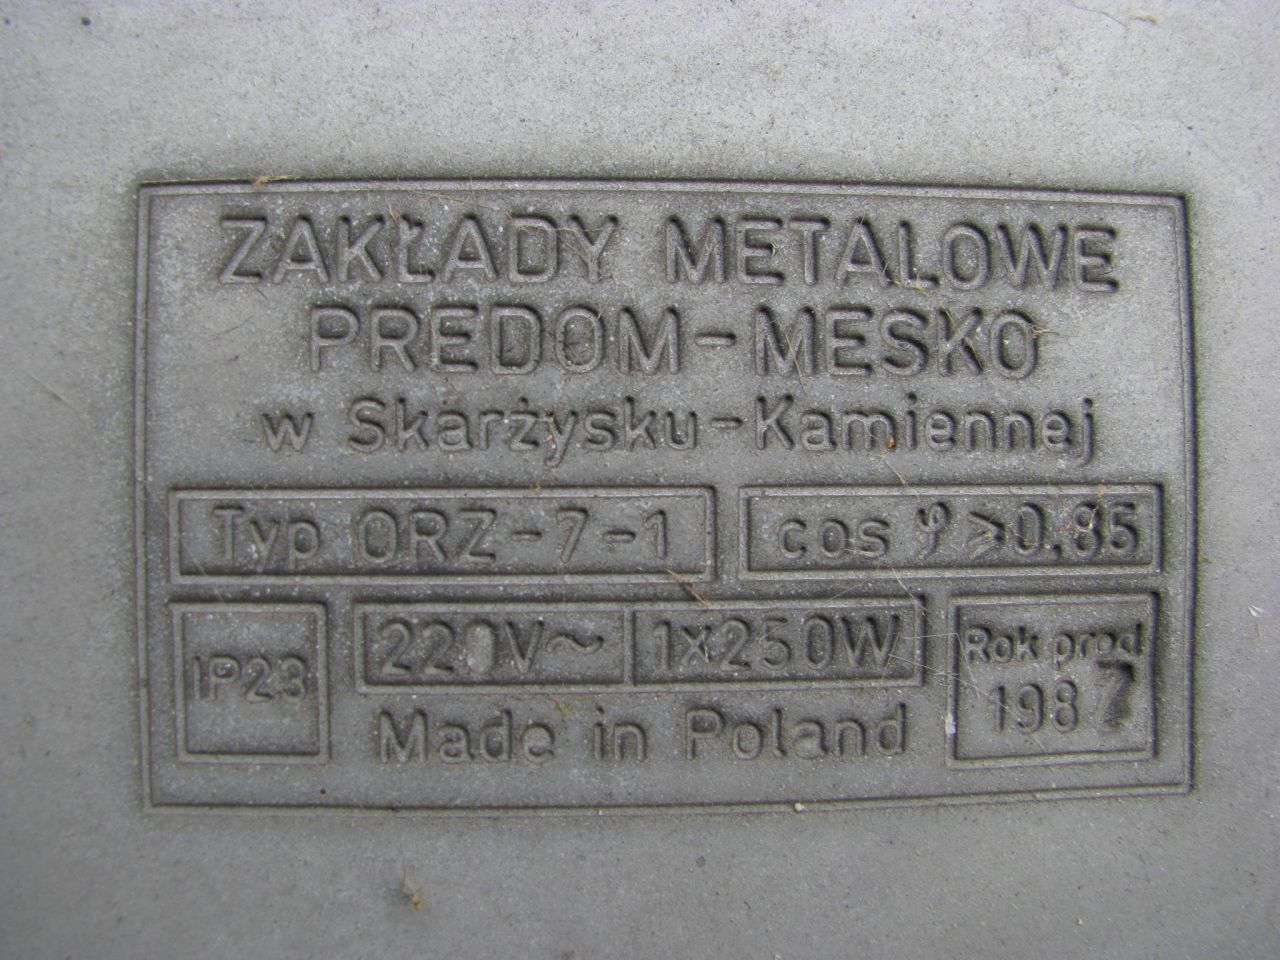 ZAKŁADY METALOWE
PREDOM-MESKO
w Skarżysku-Kamiennej
Typ ORZ-7-1
cos φ ⩾0,85
IP23
220V~
1x250W
Made in Poland
Rok prod
1987